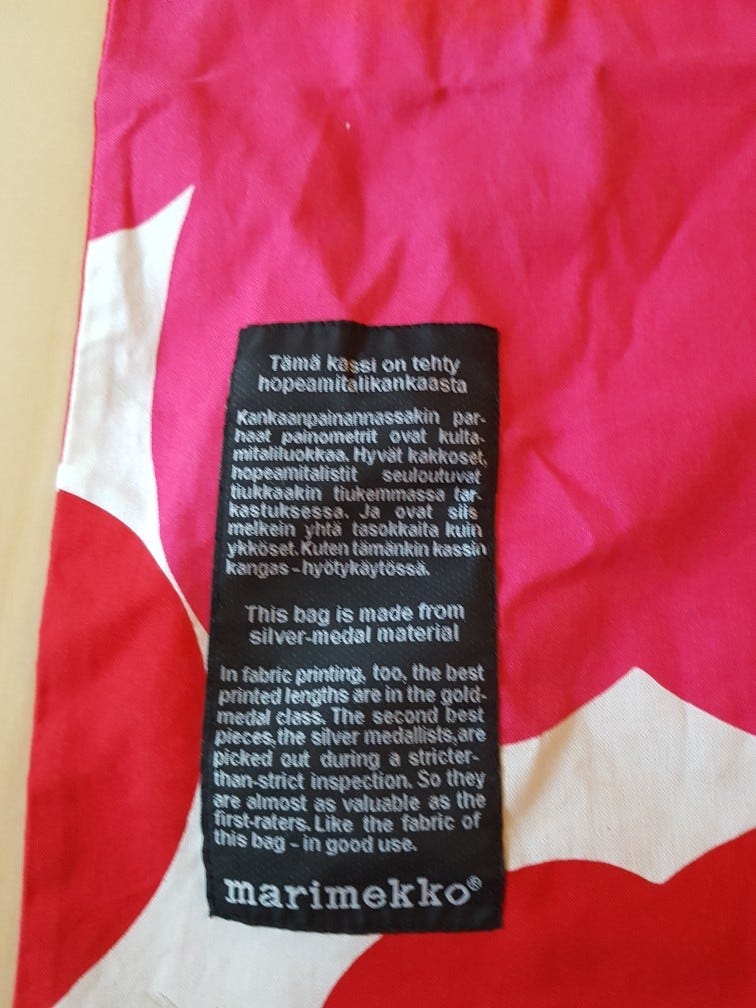 Tämä kassi on tehty
hopeamitalikankaasta
Kankaanpainannassakin par-
haat painometrit ovat kulta-
mitaliluokkaa. Hyvät kakkoset,
hopeamitalistit seuloutuvat
tiukkaakin tiukemmassa tar-
kastuksessa. Ja ovat siis
melkein yhtä tasokkaita kuin
ykköset. Kuten tämänkin kassin
kangas - hyötykäytössä.
This bag is made from
silver-medal material
In fabric printing, too, the best
printed lengths are in the gold-
medal class. The second best
pieces, the silver medallists, are
picked out during a stricter-
than-strict inspection. So they
are almost as valuable as the
first-raters. Like the fabric of
this bag - in good use.
marimekko®